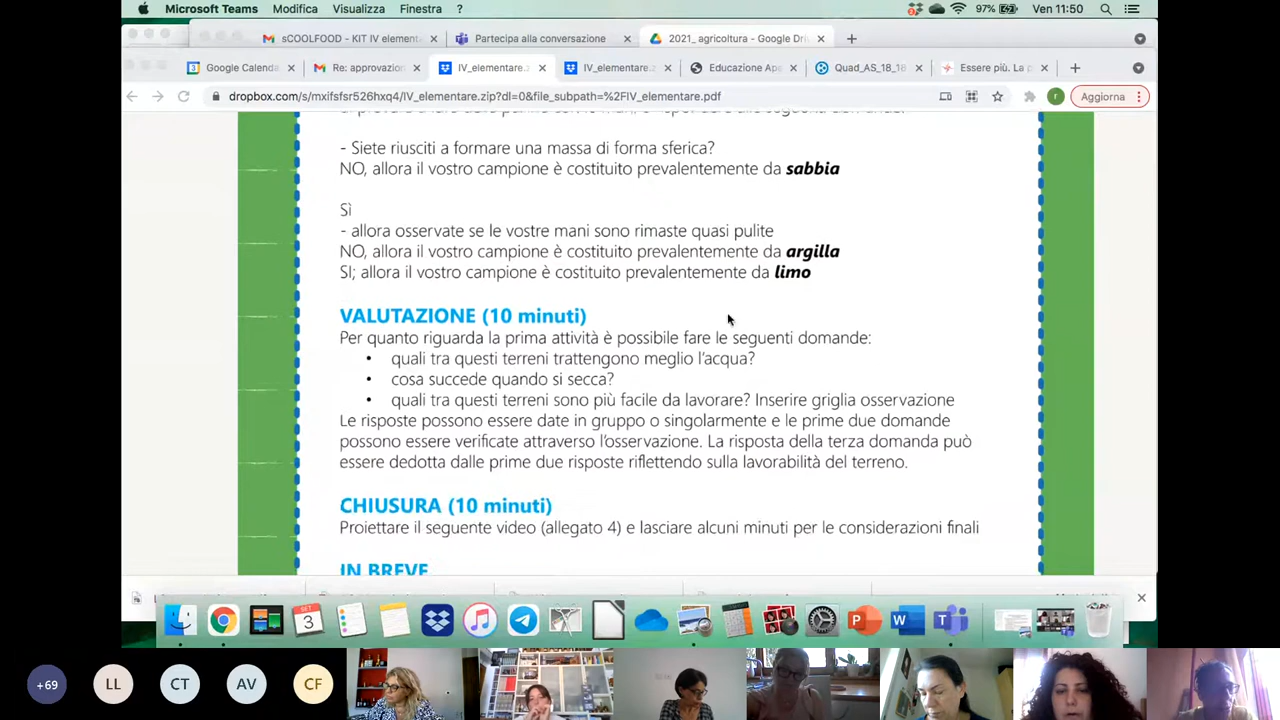 Microsoft Teams Modifica Visualizza Finestra ? 97% Ven 11:50
sCOOLFOOD - KIT IV element Partecipa alla conversazione 2021_ agricoltura - Google Dri
Google Calenda Re: approvazion IV_elementare.z IV_elementare.z Educazione Ape Quad_AS_18_18 Essere più. La p
dropbox.com/s/mxifsfsr526hxq4/IV_elementare.zip?dl=0&file_subpath=%2FIV_elementare.pdf r Aggiorna
- Siete riusciti a formare una massa di forma sferica?
NO, allora il vostro campione è costituito prevalentemente da sabbia
Sì
- allora osservate se le vostre mani sono rimaste quasi pulite
NO, allora il vostro campione è costituito prevalentemente da argilla
SI; allora il vostro campione è costituito prevalentemente da limo
VALUTAZIONE (10 minuti)
Per quanto riguarda la prima attività è possibile fare le seguenti domande:
• quali tra questi terreni trattengono meglio l'acqua?
• cosa succede quando si secca?
• quali tra questi terreni sono più facile da lavorare? Inserire griglia osservazione
Le risposte possono essere date in gruppo o singolarmente e le prime due domande
possono essere verificate attraverso l'osservazione. La risposta della terza domanda può
essere dedotta dalle prime due risposte riflettendo sulla lavorabilità del terreno.
CHIUSURA (10 minuti)
Proiettare il seguente video (allegato 4) e lasciare alcuni minuti per le considerazioni finali
IN BREVE
SET
3
+69 LL CT AV CF